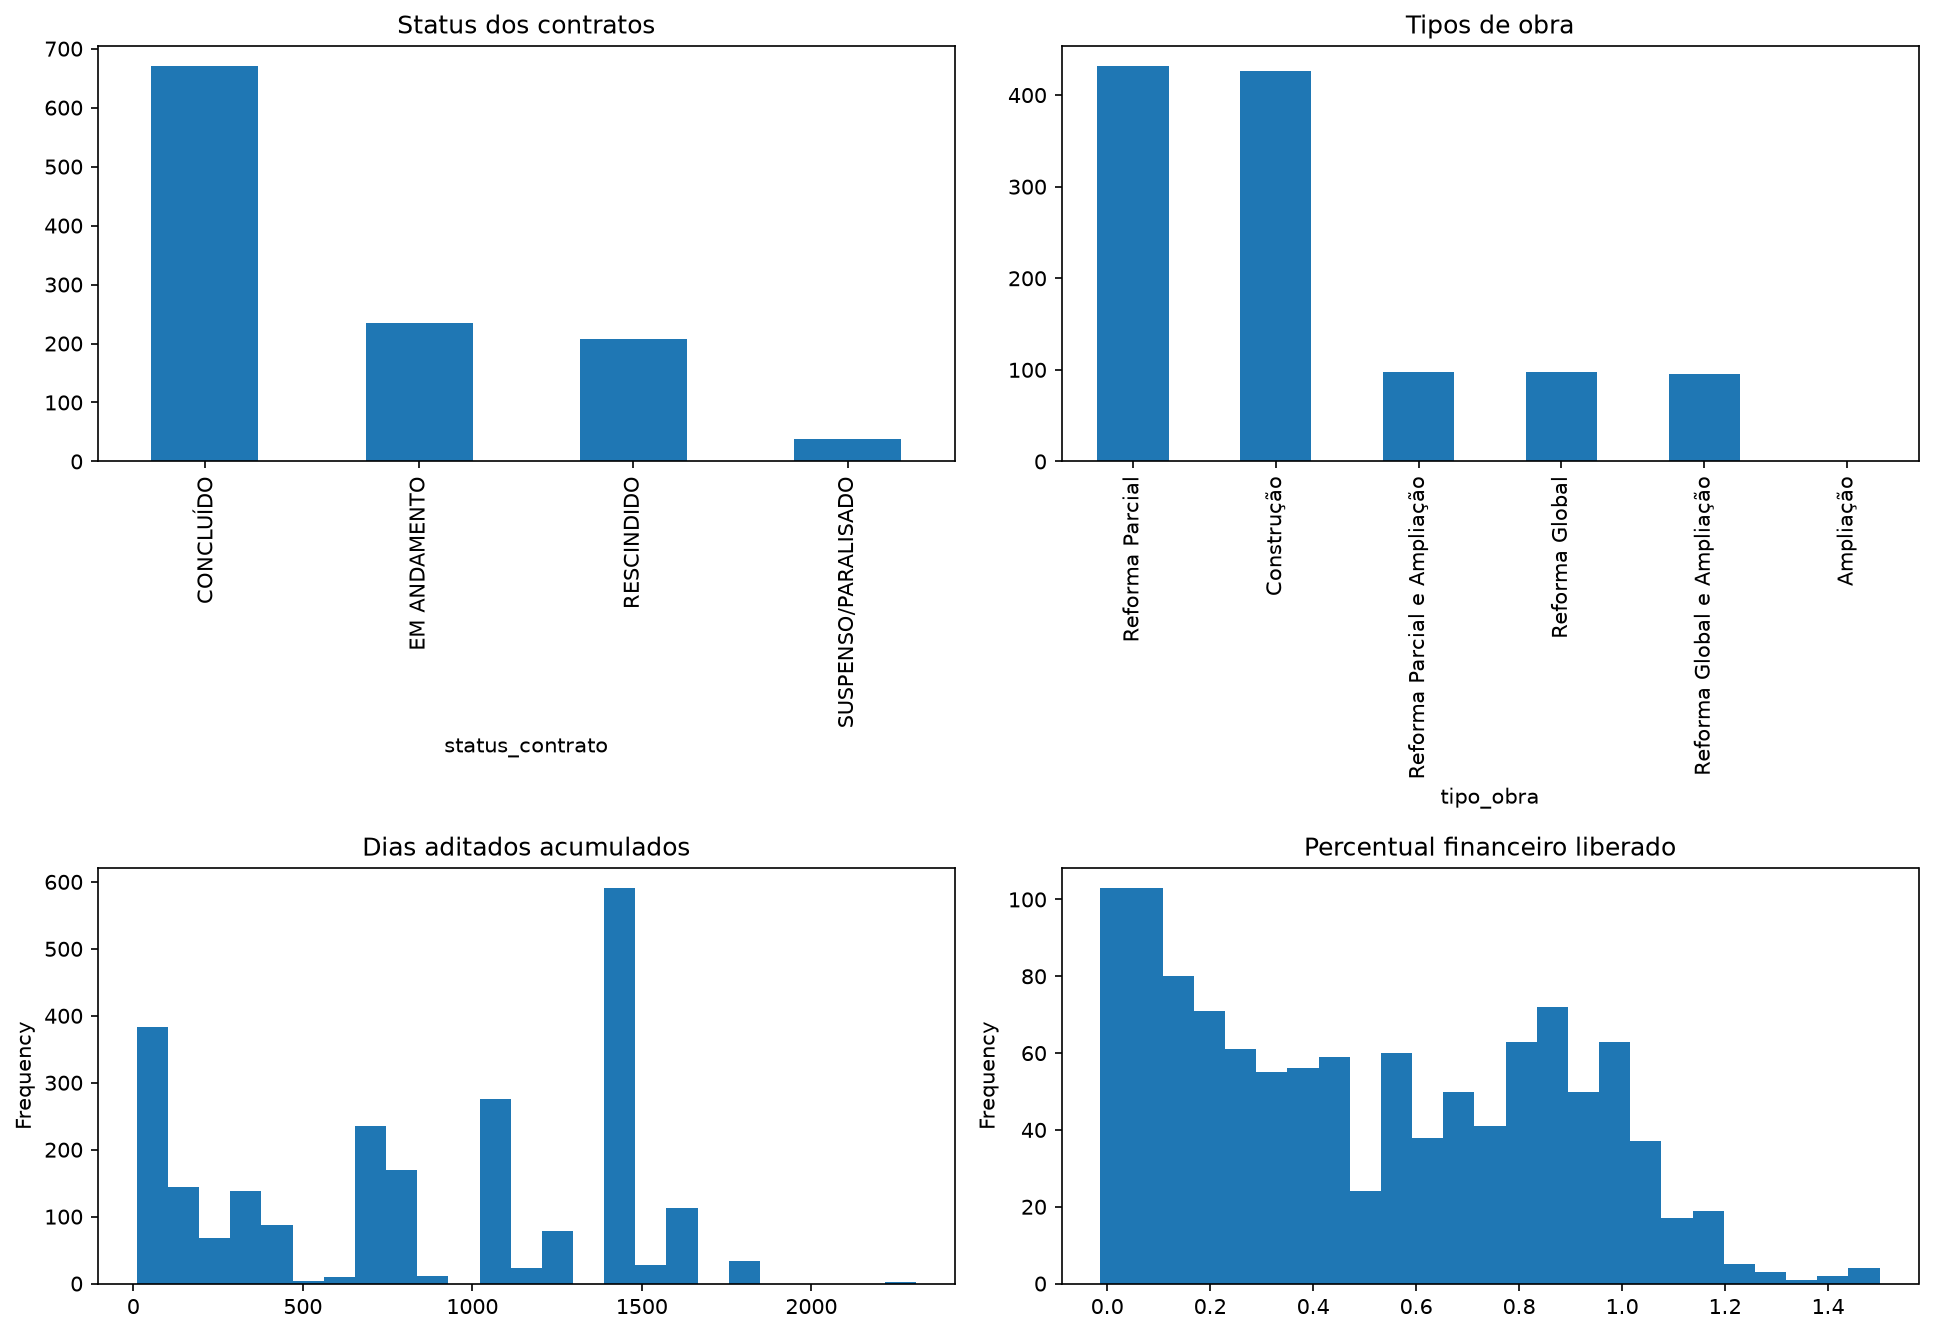 Status dos contratos
700
600
500
400
300
200
100
0
CONCLUÍDO
EM ANDAMENTO
RESCINDIDO
SUSPENSO/PARALISADO
status_contrato
Tipos de obra
400
300
200
100
0
Reforma Parcial
Construção
Reforma Parcial e Ampliação
Reforma Global
Reforma Global e Ampliação
Ampliação
tipo_obra
Dias aditados acumulados
Frequency
600
500
400
300
200
100
0
0 500 1000 1500 2000
Percentual financeiro liberado
Frequency
100
80
60
40
20
0
0.0 0.2 0.4 0.6 0.8 1.0 1.2 1.4